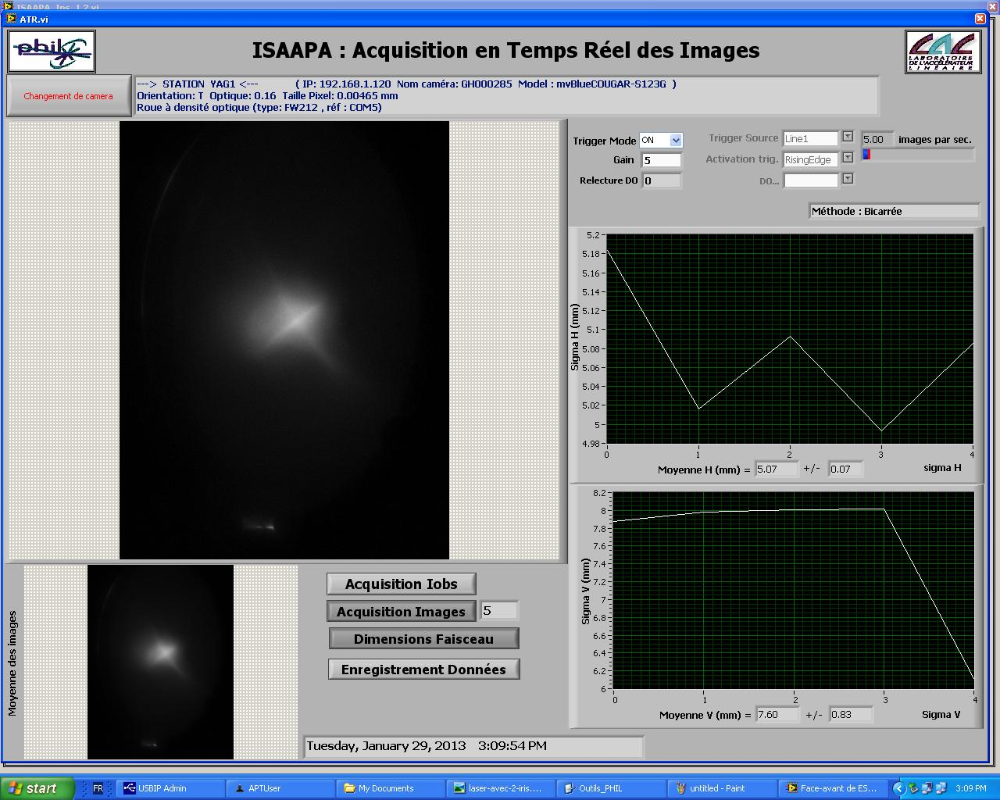 ISAAPA_Ins_1.2.vi
ATR.vi
phil
ISAAPA : Acquisition en Temps Réel des Images
LAL
LABORATOIRE
DE L'ACCÉLÉRATEUR
LINÉAIRE
Changement de camera
---> STATION YAG1 <--- ( IP: 192.168.1.120 Nom caméra: GH000285 Model : mvBlueCOUGAR-S123G )
Orientation: T Optique: 0.16 Taille Pixel: 0.00465 mm
Roue à densité optique (type: FW212 , réf : COM5)
Trigger Mode ON
Gain 5
Relecture DO 0
Trigger Source Line1
Activation trig. RisingEdge
DO...
5.00 images par sec.
Méthode : Bicarrée
Sigma H (mm)
5.2
5.18
5.16
5.14
5.12
5.1
5.08
5.06
5.04
5.02
5
4.98
0 1 2 3 4
Moyenne H (mm) = 5.07 +/- 0.07 sigma H
Sigma V (mm)
8.2
8
7.8
7.6
7.4
7.2
7
6.8
6.6
6.4
6.2
6
0 1 2 3 4
Moyenne V (mm) = 7.60 +/- 0.83 Sigma V
Moyenne des images
Acquisition Iobs
Acquisition Images 5
Dimensions Faisceau
Enregistrement Données
Tuesday, January 29, 2013 3:09:54 PM
start FR USBIP Admin APTUser My Documents laser-avec-2-iris.... Outils_PHIL untitled - Paint Face-avant de ES... 3:09 PM